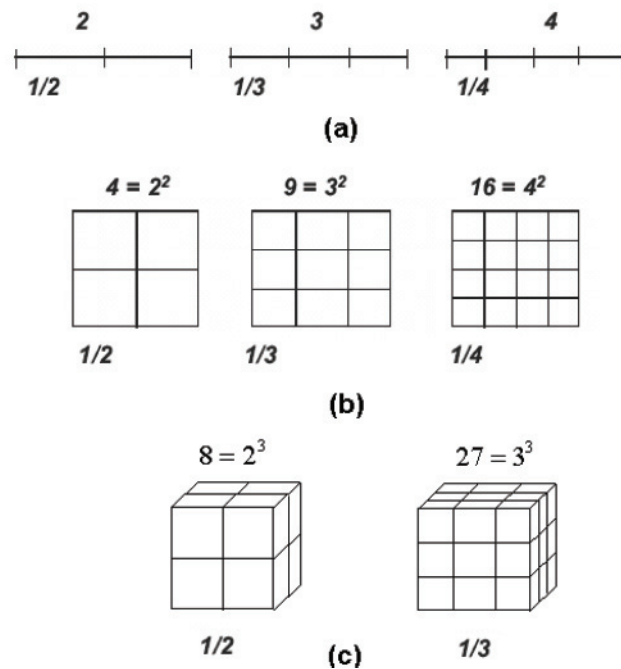 2 3 4
1/2 1/3 1/4
(a)
4 = 2² 9 = 3² 16 = 4²
1/2 1/3 1/4
(b)
8 = 2³ 27 = 3³
1/2 1/3
(c)